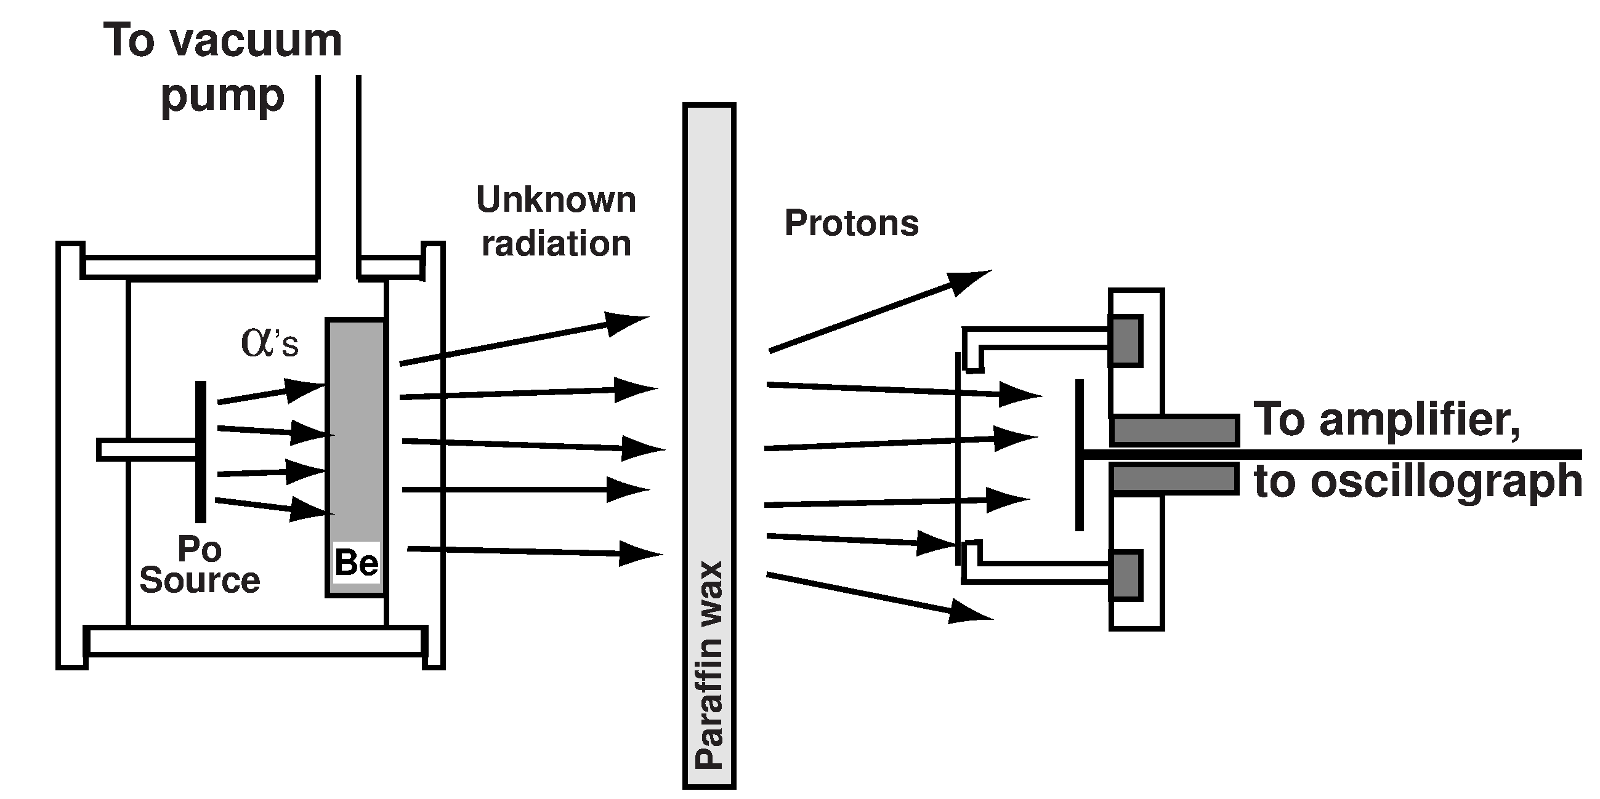 To vacuum
pump
Unknown
radiation
Protons
α's
Po
Source
Be
Paraffin wax
To amplifier,
to oscillograph